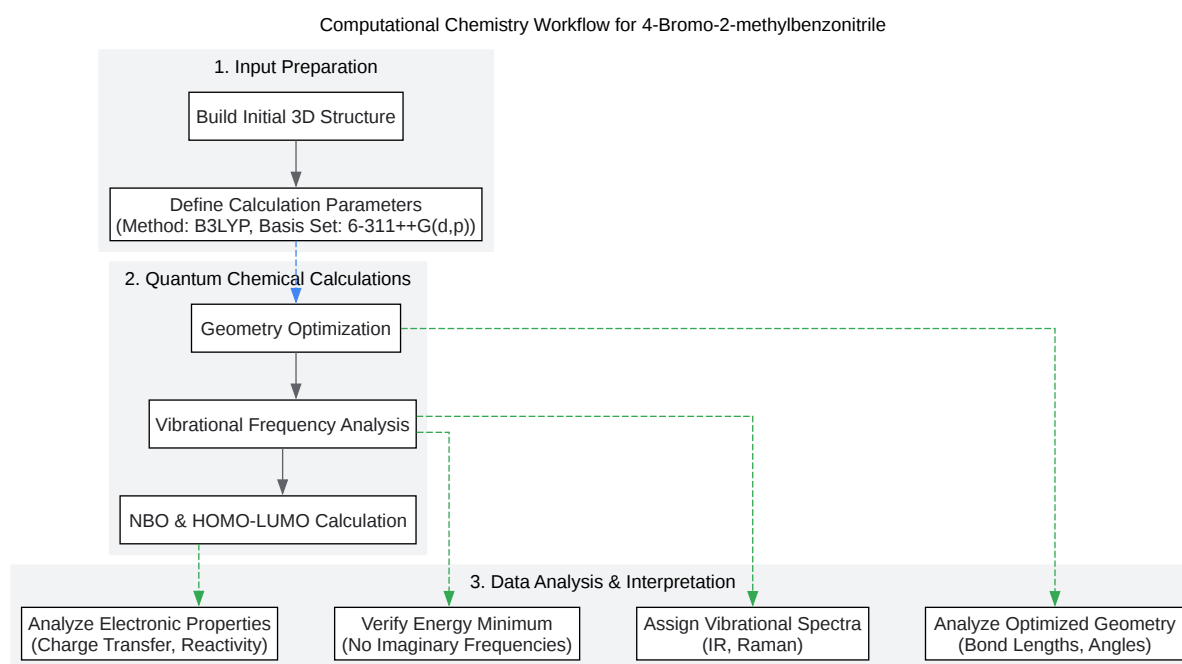 Computational Chemistry Workflow for 4-Bromo-2-methylbenzonitrile
1. Input Preparation
Build Initial 3D Structure
Define Calculation Parameters
(Method: B3LYP, Basis Set: 6-311++G(d,p))
2. Quantum Chemical Calculations
Geometry Optimization
Vibrational Frequency Analysis
NBO & HOMO-LUMO Calculation
3. Data Analysis & Interpretation
Analyze Electronic Properties
(Charge Transfer, Reactivity)
Verify Energy Minimum
(No Imaginary Frequencies)
Assign Vibrational Spectra
(IR, Raman)
Analyze Optimized Geometry
(Bond Lengths, Angles)